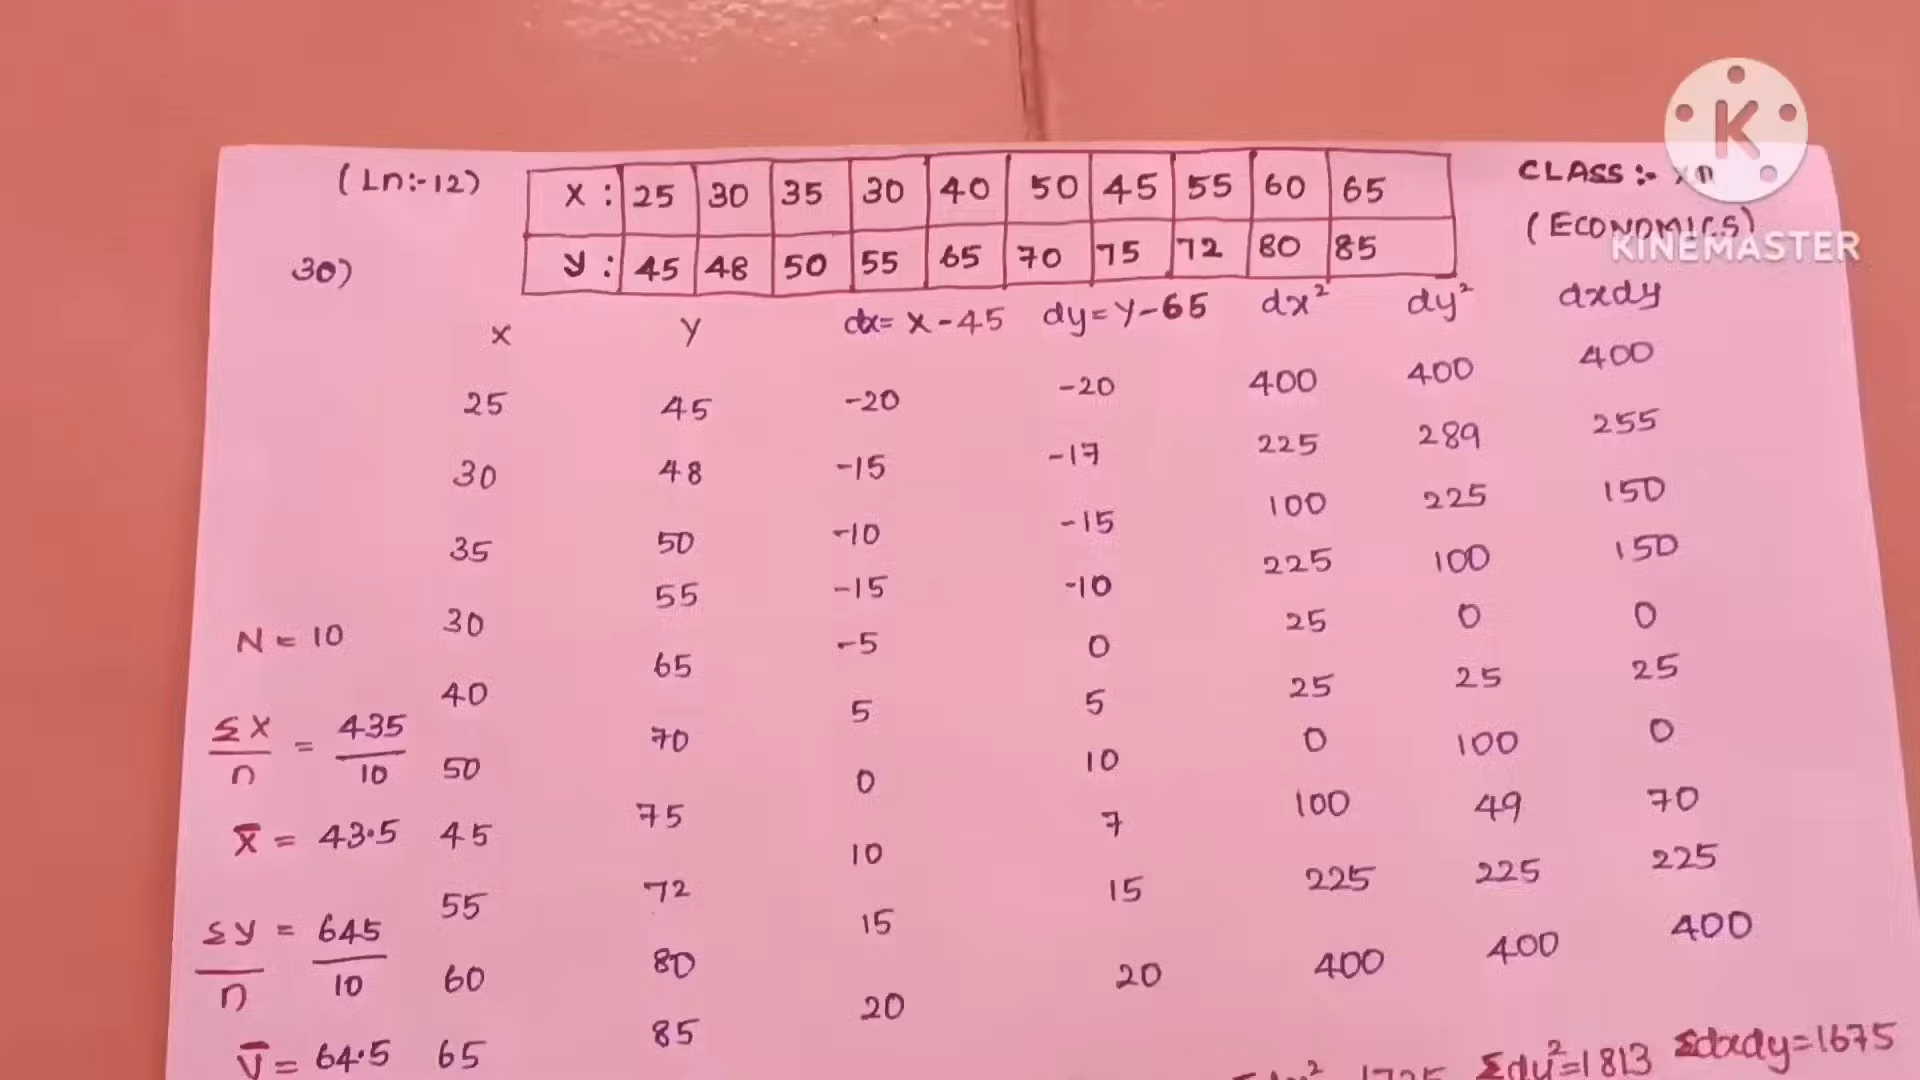 (Ln:-12)
X : 25 30 35 30 40 50 45 55 60 65
CLASS :-
(ECONOMICS)
KINEMASTER
30)
y : 45 48 50 55 65 70 75 72 80 85
x y dx= x-45 dy=y-65 dx² dy² dxdy
25 45 -20 -20 400 400 400
30 48 -15 -17 225 289 255
35 50 -10 -15 100 225 150
30 55 -15 -10 225 100 150
N = 10
40 65 -5 0 25 0 0
50 70 5 5 25 25 25
Σx/n = 435/10
45 75 0 10 0 100 0
x̅ = 43.5
55 72 10 7 100 49 70
Σy/n = 645/10
60 80 15 15 225 225 225
65 85 20 20 400 400 400
y̅ = 64.5
Σdy²=1813 Σdxdy=1675